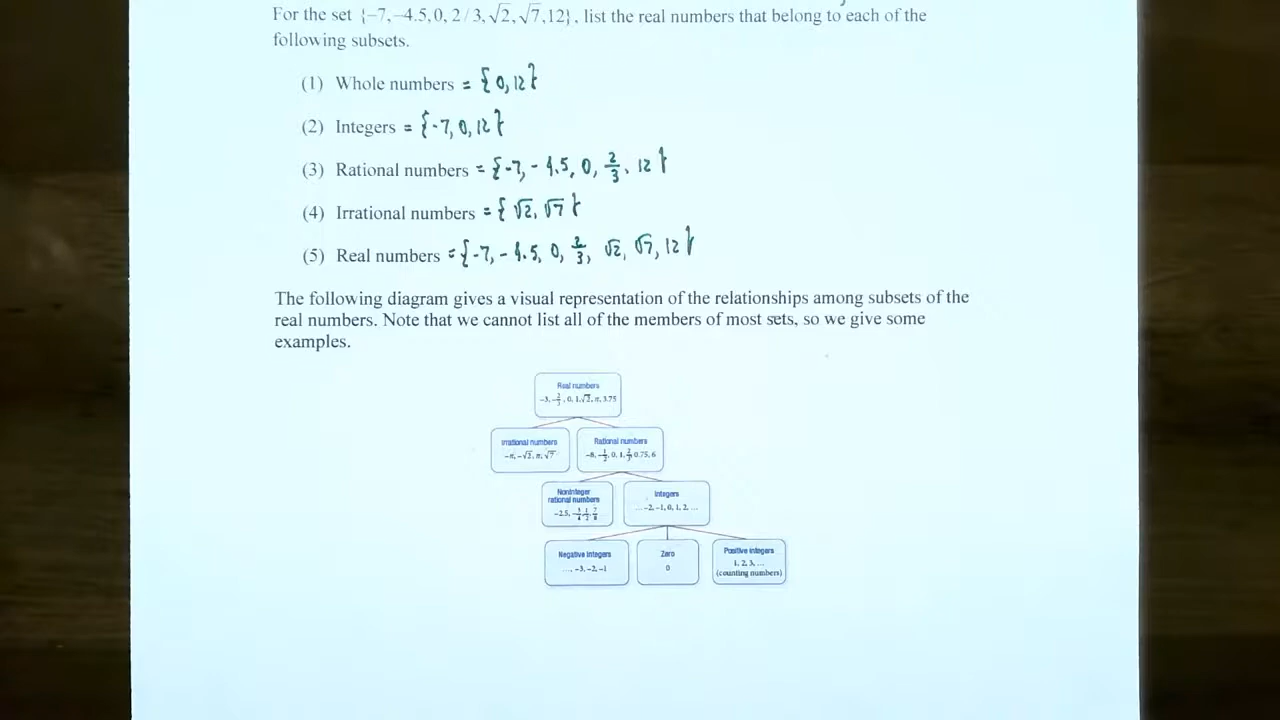 For the set {−7,−4.5,0, 2 / 3, √2, √7,12}, list the real numbers that belong to each of the
following subsets.
(1) Whole numbers = {0,12}
(2) Integers = {-7, 0, 12}
(3) Rational numbers = {-7, -4.5, 0, 2/3, 12}
(4) Irrational numbers = {√2, √7}
(5) Real numbers = {-7, -4.5, 0, 2/3, √2, √7, 12}
The following diagram gives a visual representation of the relationships among subsets of the
real numbers. Note that we cannot list all of the members of most sets, so we give some
examples.
Real numbers
Irrational numbers
Rational numbers
−π, −√2, π, √7
Noninteger
rational numbers
Integers
... −2, −1, 0, 1, 2, ...
Negative integers
..., −3, −2, −1
Zero
0
Positive integers
1, 2, 3, ...
(counting numbers)